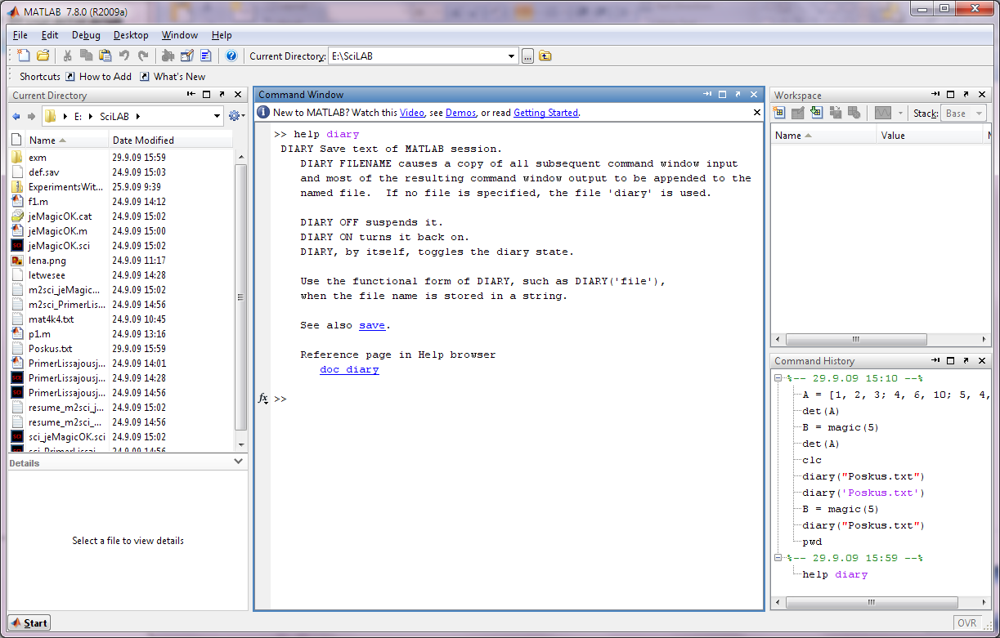 MATLAB 7.8.0 (R2009a)
File Edit Debug Desktop Window Help
Current Directory: E:\SciLAB ...
Shortcuts How to Add What's New
Current Directory
E: SciLAB
Name Date Modified
exm 29.9.09 15:59
def.sav 24.9.09 15:03
ExperimentsWit... 25.9.09 9:39
f1.m 24.9.09 14:12
jeMagicOK.cat 24.9.09 15:02
jeMagicOK.m 24.9.09 15:00
jeMagicOK.sci 24.9.09 15:02
lena.png 24.9.09 11:17
letwesee 24.9.09 14:28
m2sci_jeMagic... 24.9.09 15:02
m2sci_PrimerLis... 24.9.09 14:56
mat4k4.txt 24.9.09 10:45
p1.m 24.9.09 13:16
Poskus.txt 29.9.09 15:59
PrimerLissajousj... 24.9.09 14:01
PrimerLissajousj... 24.9.09 14:28
PrimerLissajousj... 24.9.09 14:56
resume_m2sci_j... 24.9.09 15:02
resume_m2sci_... 24.9.09 14:56
sci_jeMagicOK.sci 24.9.09 15:02
sci_PrimerLissaj... 24.9.09 14:56
Details
Select a file to view details
Start
Command Window
New to MATLAB? Watch this Video, see Demos, or read Getting Started.
>> help diary
DIARY Save text of MATLAB session.
DIARY FILENAME causes a copy of all subsequent command window input
and most of the resulting command window output to be appended to the
named file.  If no file is specified, the file 'diary' is used.
DIARY OFF suspends it.
DIARY ON turns it back on.
DIARY, by itself, toggles the diary state.
Use the functional form of DIARY, such as DIARY('file'),
when the file name is stored in a string.
See also save.
Reference page in Help browser
doc diary
fx >>
Workspace
Stack: Base
Name Value
Command History
%-- 29.9.09 15:10 --%
A = [1, 2, 3; 4, 6, 10; 5, 4,
det(A)
B = magic(5)
det(A)
clc
diary("Poskus.txt")
diary('Poskus.txt')
B = magic(5)
diary("Poskus.txt")
pwd
%-- 29.9.09 15:59 --%
help diary
OVR